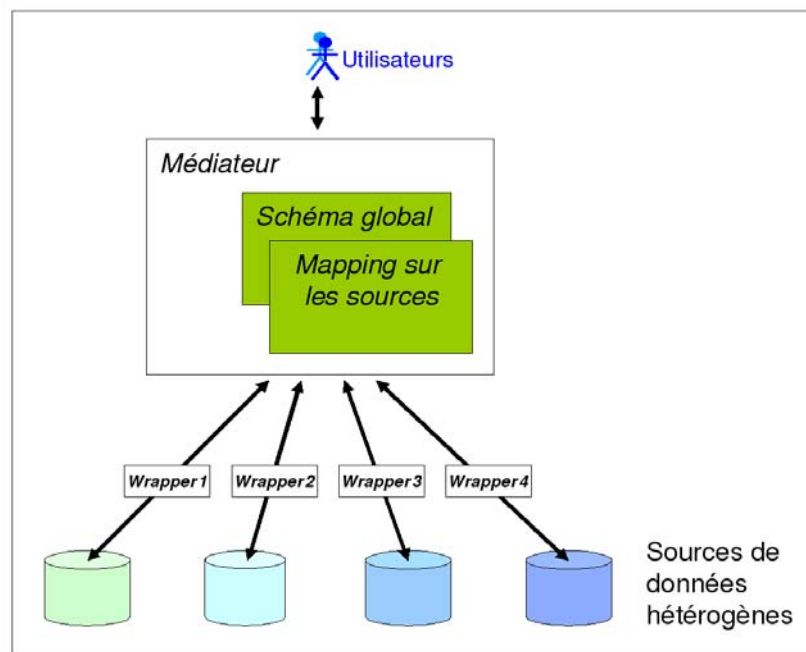 Utilisateurs
Médiateur
Schéma global
Mapping sur
les sources
Wrapper1
Wrapper2
Wrapper3
Wrapper4
Sources de
données
hétérogènes